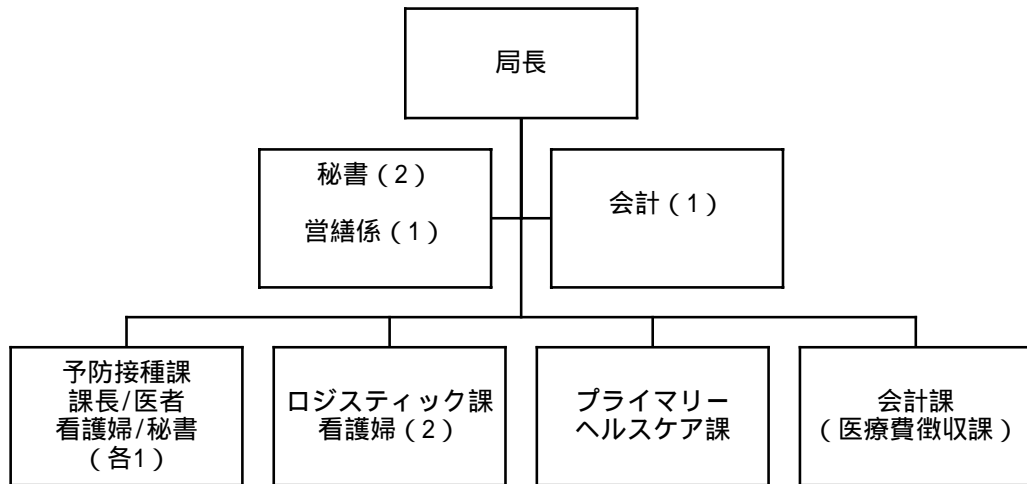 局長
秘書（2）
営繕係（1）
会計（1）
予防接種課
課長/医者
看護婦/秘書
（各1）
ロジスティック課
看護婦（2）
プライマリー
ヘルスケア課
会計課
（医療費徴収課）